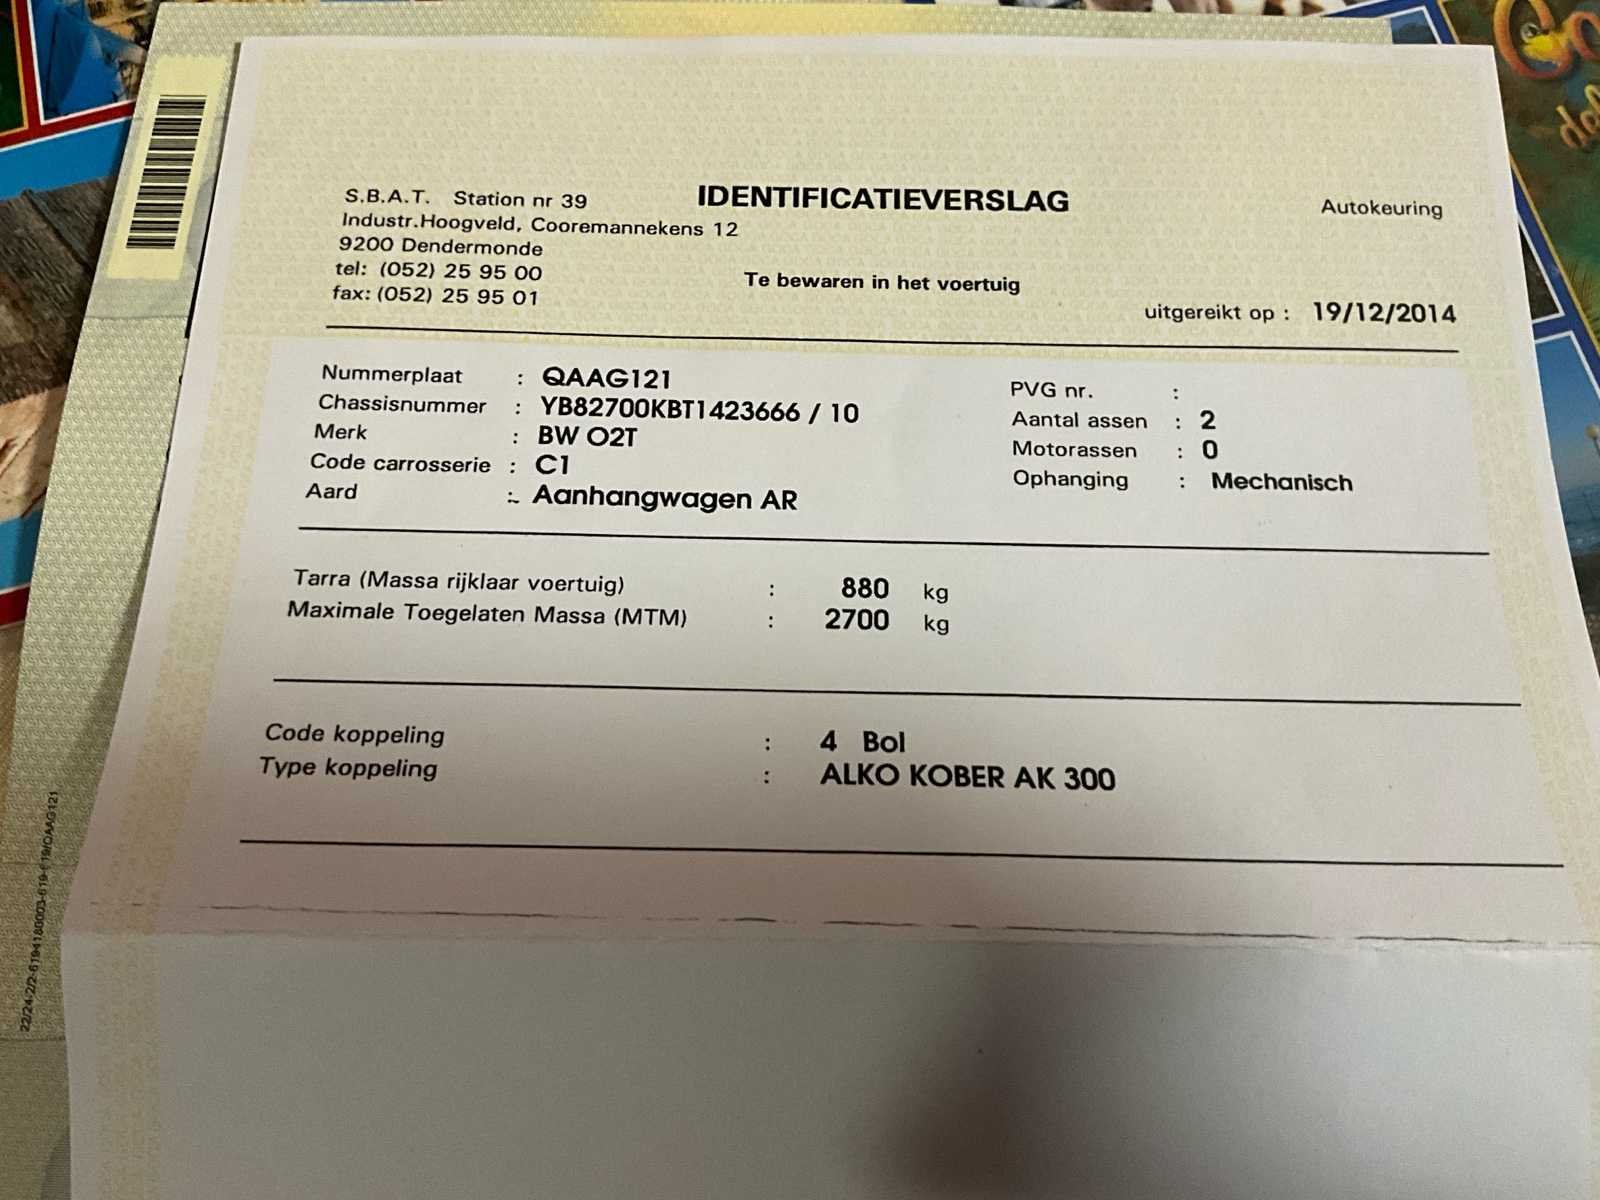 S.B.A.T. Station nr 39
IDENTIFICATIEVERSLAG
Autokeuring
Industr.Hoogveld, Cooremannekens 12
9200 Dendermonde
tel: (052) 25 95 00
Te bewaren in het voertuig
fax: (052) 25 95 01
uitgereikt op : 19/12/2014
Nummerplaat : QAAG121
PVG nr. :
Chassisnummer : YB82700KBT1423666 / 10
Aantal assen : 2
Merk : BW O2T
Motorassen : 0
Code carrosserie : C1
Ophanging : Mechanisch
Aard : Aanhangwagen AR
Tarra (Massa rijklaar voertuig) : 880 kg
Maximale Toegelaten Massa (MTM) : 2700 kg
Code koppeling : 4 Bol
Type koppeling : ALKO KOBER AK 300